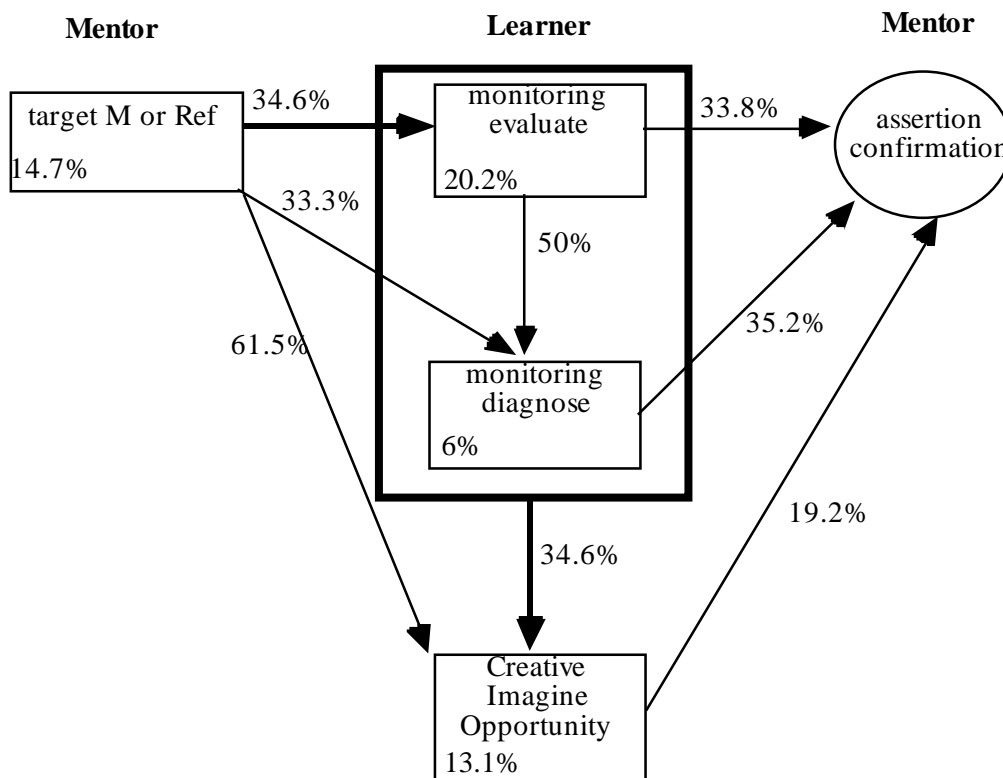 Mentor
Learner
Mentor
target M or Ref
14.7%
34.6%
monitoring
evaluate
20.2%
33.8%
assertion
confirmation
33.3%
50%
61.5%
monitoring
diagnose
6%
35.2%
34.6%
19.2%
Creative
Imagine
Opportunity
13.1%